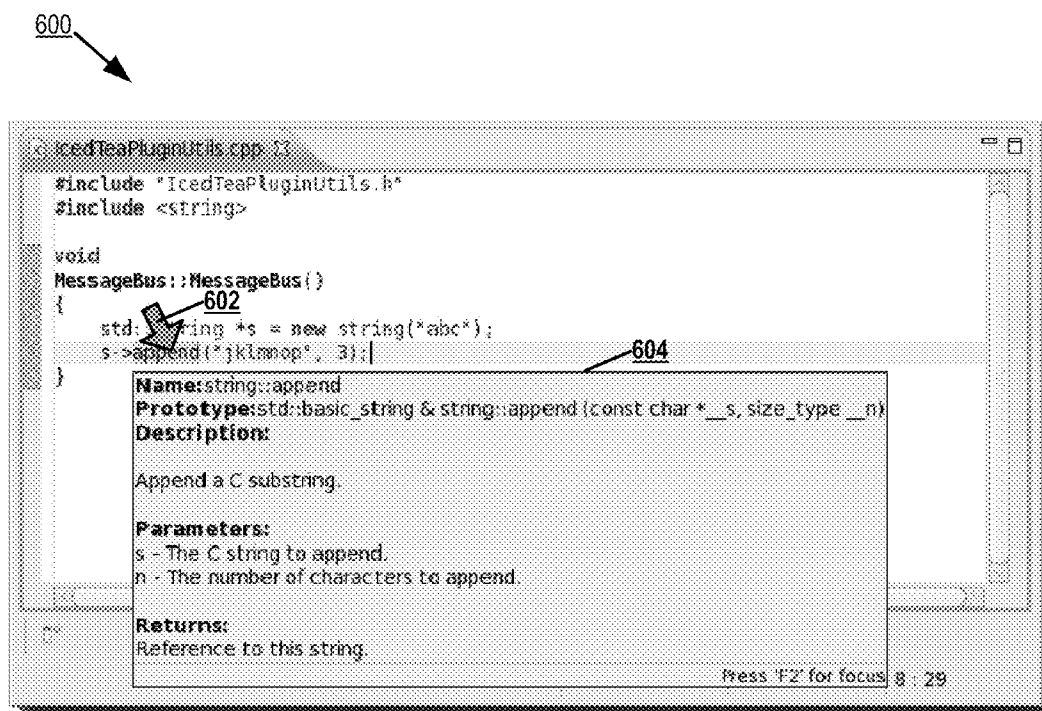 600
IcedTeaPluginUtils.cpp
#include "IcedTeaPluginUtils.h"
#include <string>
void
MessageBus::MessageBus()
{
602
std::string *s = new string("abc");
s->append("jklmnop", 3);
604
}
Name:string::append
Prototype:std::basic_string & string::append (const char *__s, size_type __n)
Description:
Append a C substring.
Parameters:
s - The C string to append.
n - The number of characters to append.
Returns:
Reference to this string.
Press 'F2' for focus
8 : 29